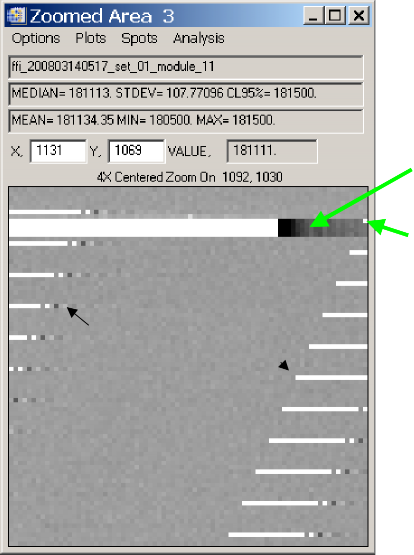 Zoomed Area 3
Options Plots Spots Analysis
ffi_200803140517_set_01_module_11
MEDIAN= 181113. STDEV= 107.77096 CL95%= 181500.
MEAN= 181134.35 MIN= 180500. MAX= 181500.
X, 1131 Y, 1069 VALUE, 181111.
4X Centered Zoom On 1092, 1030